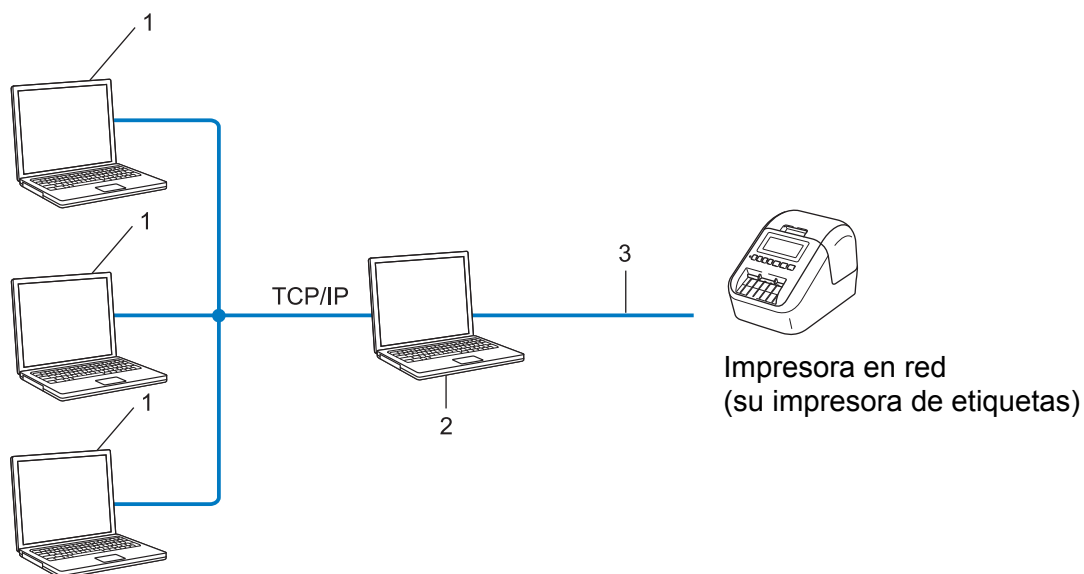 1
1
3
TCP/IP
Impresora en red
(su impresora de etiquetas)
1
2